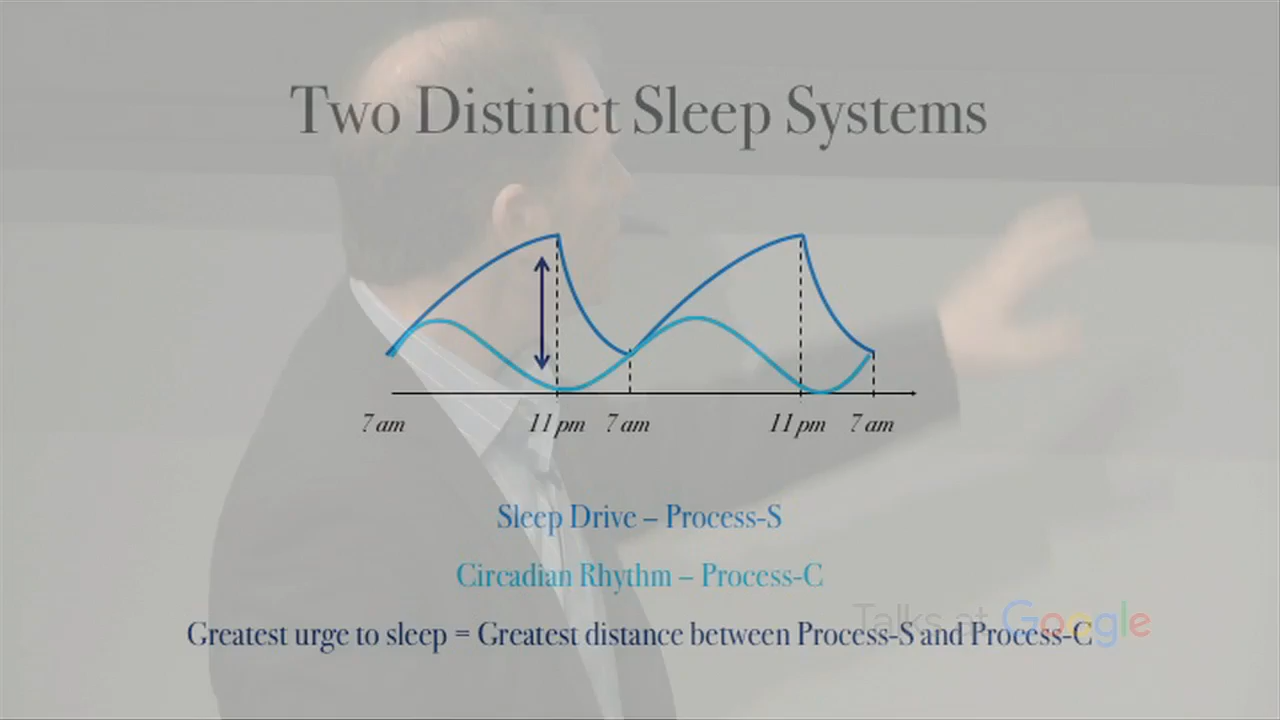 Two Distinct Sleep Systems
7 am 11 pm 7 am 11 pm 7 am
Sleep Drive – Process-S
Circadian Rhythm – Process-C
Talks at Google
Greatest urge to sleep = Greatest distance between Process-S and Process-C